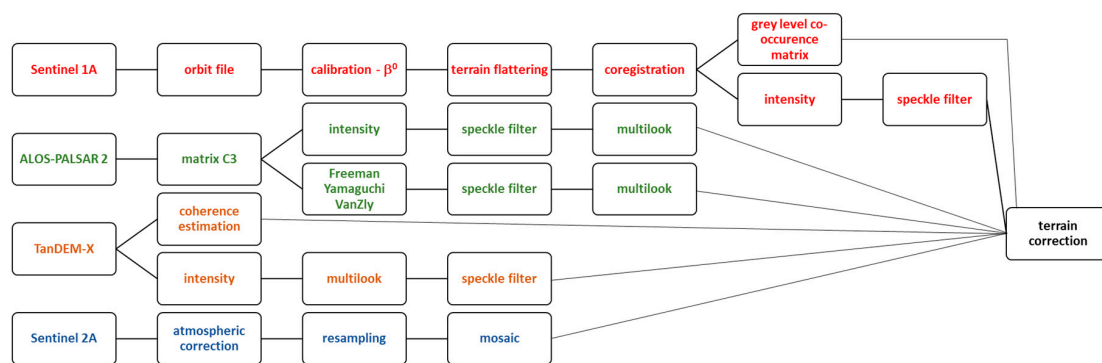 grey level co-
occurence
matrix
Sentinel 1A
orbit file
calibration - β⁰
terrain flattering
coregistration
intensity
speckle filter
intensity
speckle filter
multilook
ALOS-PALSAR 2
matrix C3
Freeman
Yamaguchi
VanZly
speckle filter
multilook
coherence
estimation
TanDEM-X
intensity
multilook
speckle filter
terrain
correction
Sentinel 2A
atmospheric
correction
resampling
mosaic